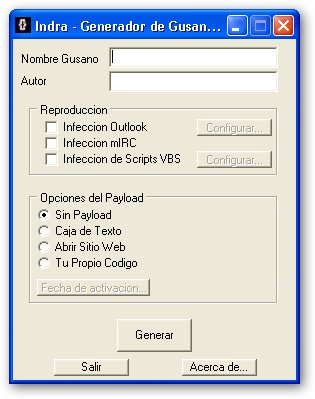 Indra - Generador de Gusan...
Nombre Gusano
Autor
Reproduccion
Infeccion Outlook
Configurar...
Infeccion mIRC
Infeccion de Scripts VBS
Configurar...
Opciones del Payload
Sin Payload
Caja de Texto
Abrir Sitio Web
Tu Propio Codigo
Fecha de activacion...
Generar
Salir
Acerca de...